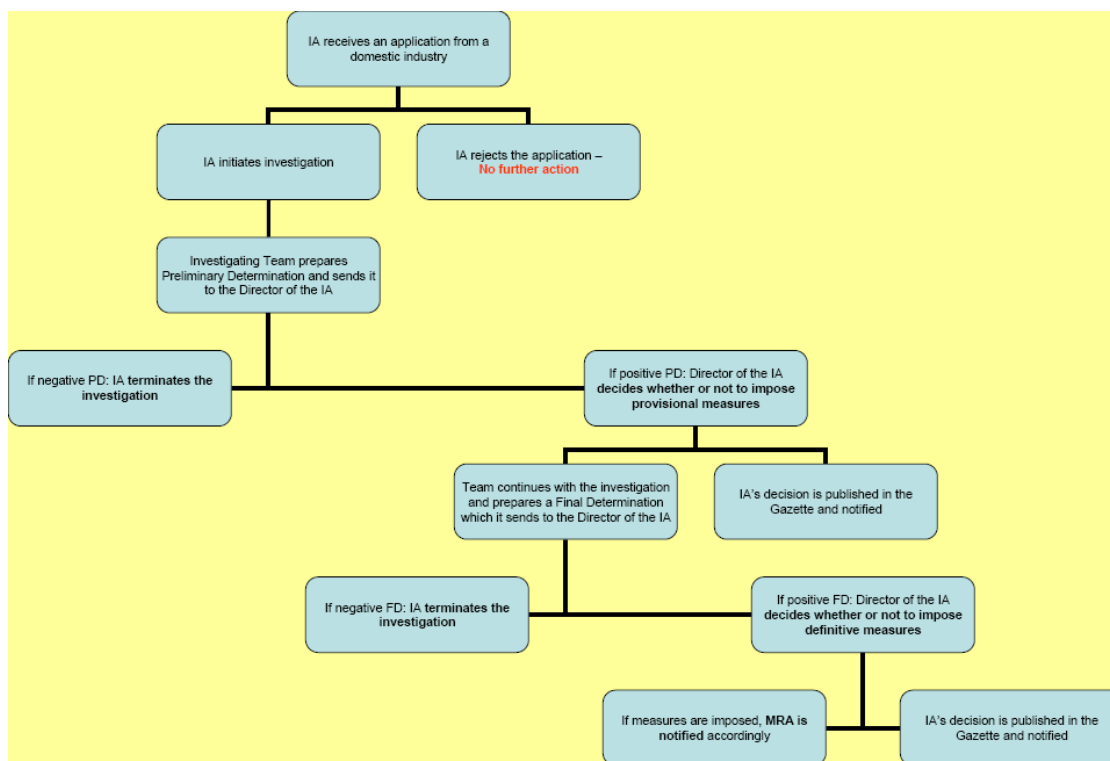 IA receives an application from a
domestic industry
IA initiates investigation
IA rejects the application –
No further action
Investigating Team prepares
Preliminary Determination and sends it
to the Director of the IA
If negative PD: IA terminates the
investigation
If positive PD: Director of the IA
decides whether or not to impose
provisional measures
Team continues with the investigation
and prepares a Final Determination
which it sends to the Director of the IA
IA's decision is published in the
Gazette and notified
If negative FD: IA terminates the
investigation
If positive FD: Director of the IA
decides whether or not to impose
definitive measures
If measures are imposed, MRA is
notified accordingly
IA's decision is published in the
Gazette and notified